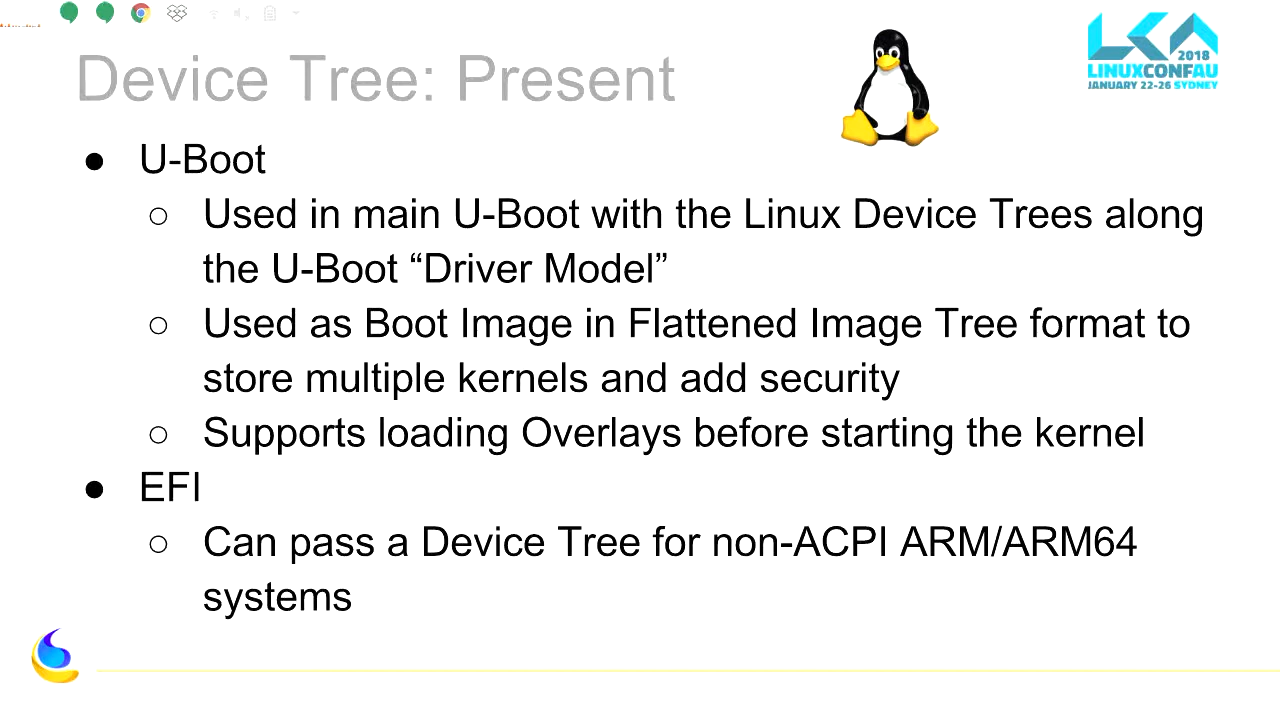 Device Tree: Present
2018
LINUXCONFAU
JANUARY 22-26 SYDNEY
● U-Boot
○ Used in main U-Boot with the Linux Device Trees along
the U-Boot “Driver Model”
○ Used as Boot Image in Flattened Image Tree format to
store multiple kernels and add security
○ Supports loading Overlays before starting the kernel
● EFI
○ Can pass a Device Tree for non-ACPI ARM/ARM64
systems